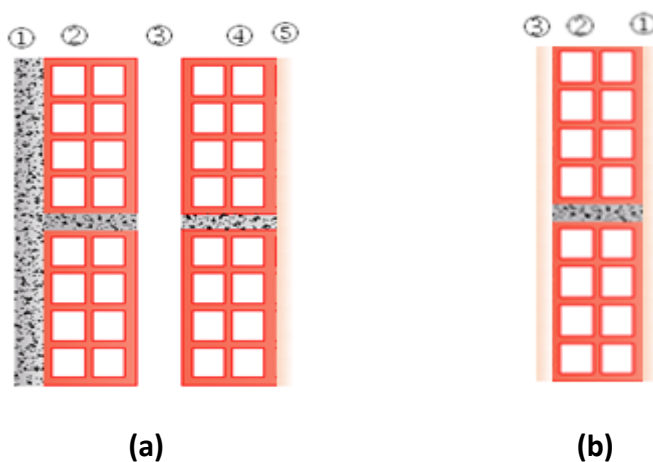 ① ② ③ ④ ⑤
③ ② ①
(a)
(b)